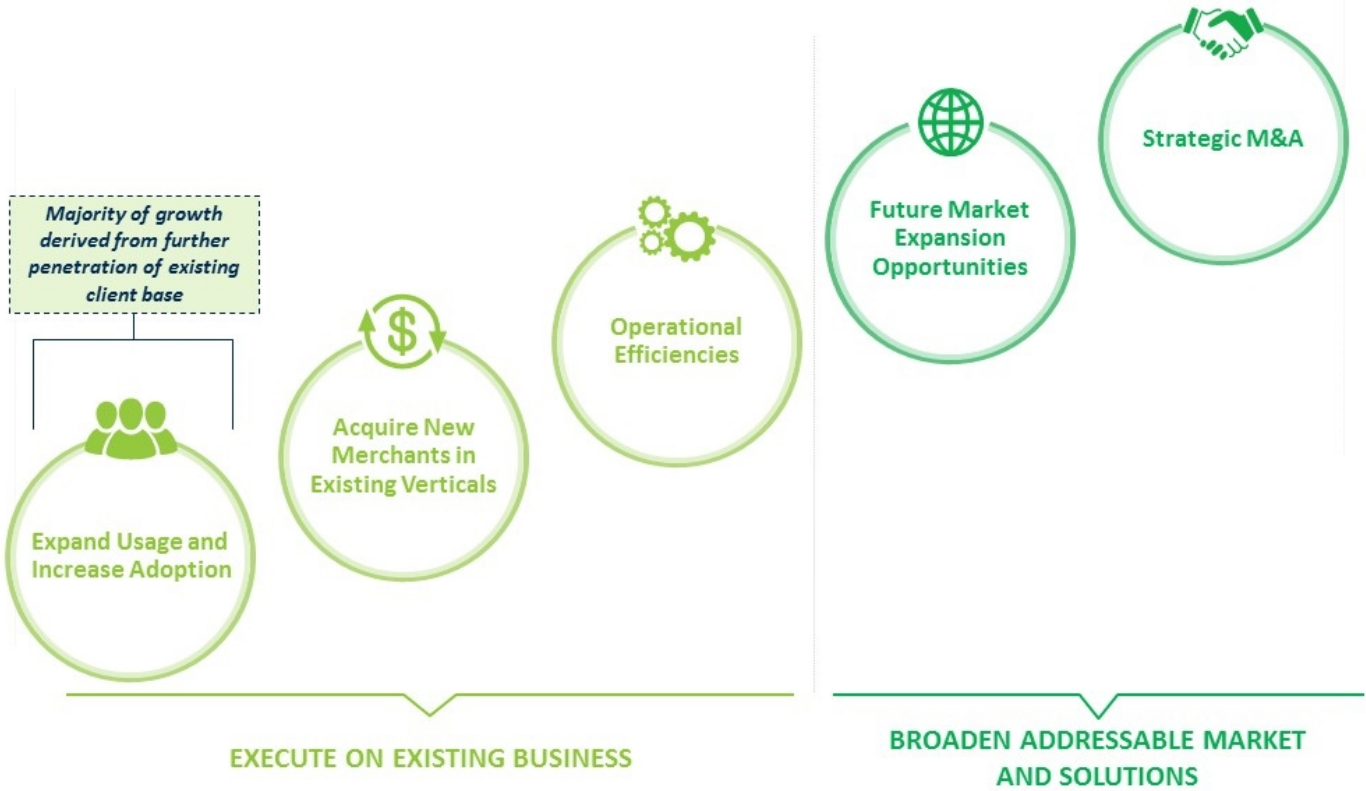 Majority of growth
derived from further
penetration of existing
client base
Expand Usage and
Increase Adoption
$
Acquire New
Merchants in
Existing Verticals
Operational
Efficiencies
Future Market
Expansion
Opportunities
Strategic M&A
EXECUTE ON EXISTING BUSINESS
BROADEN ADDRESSABLE MARKET
AND SOLUTIONS